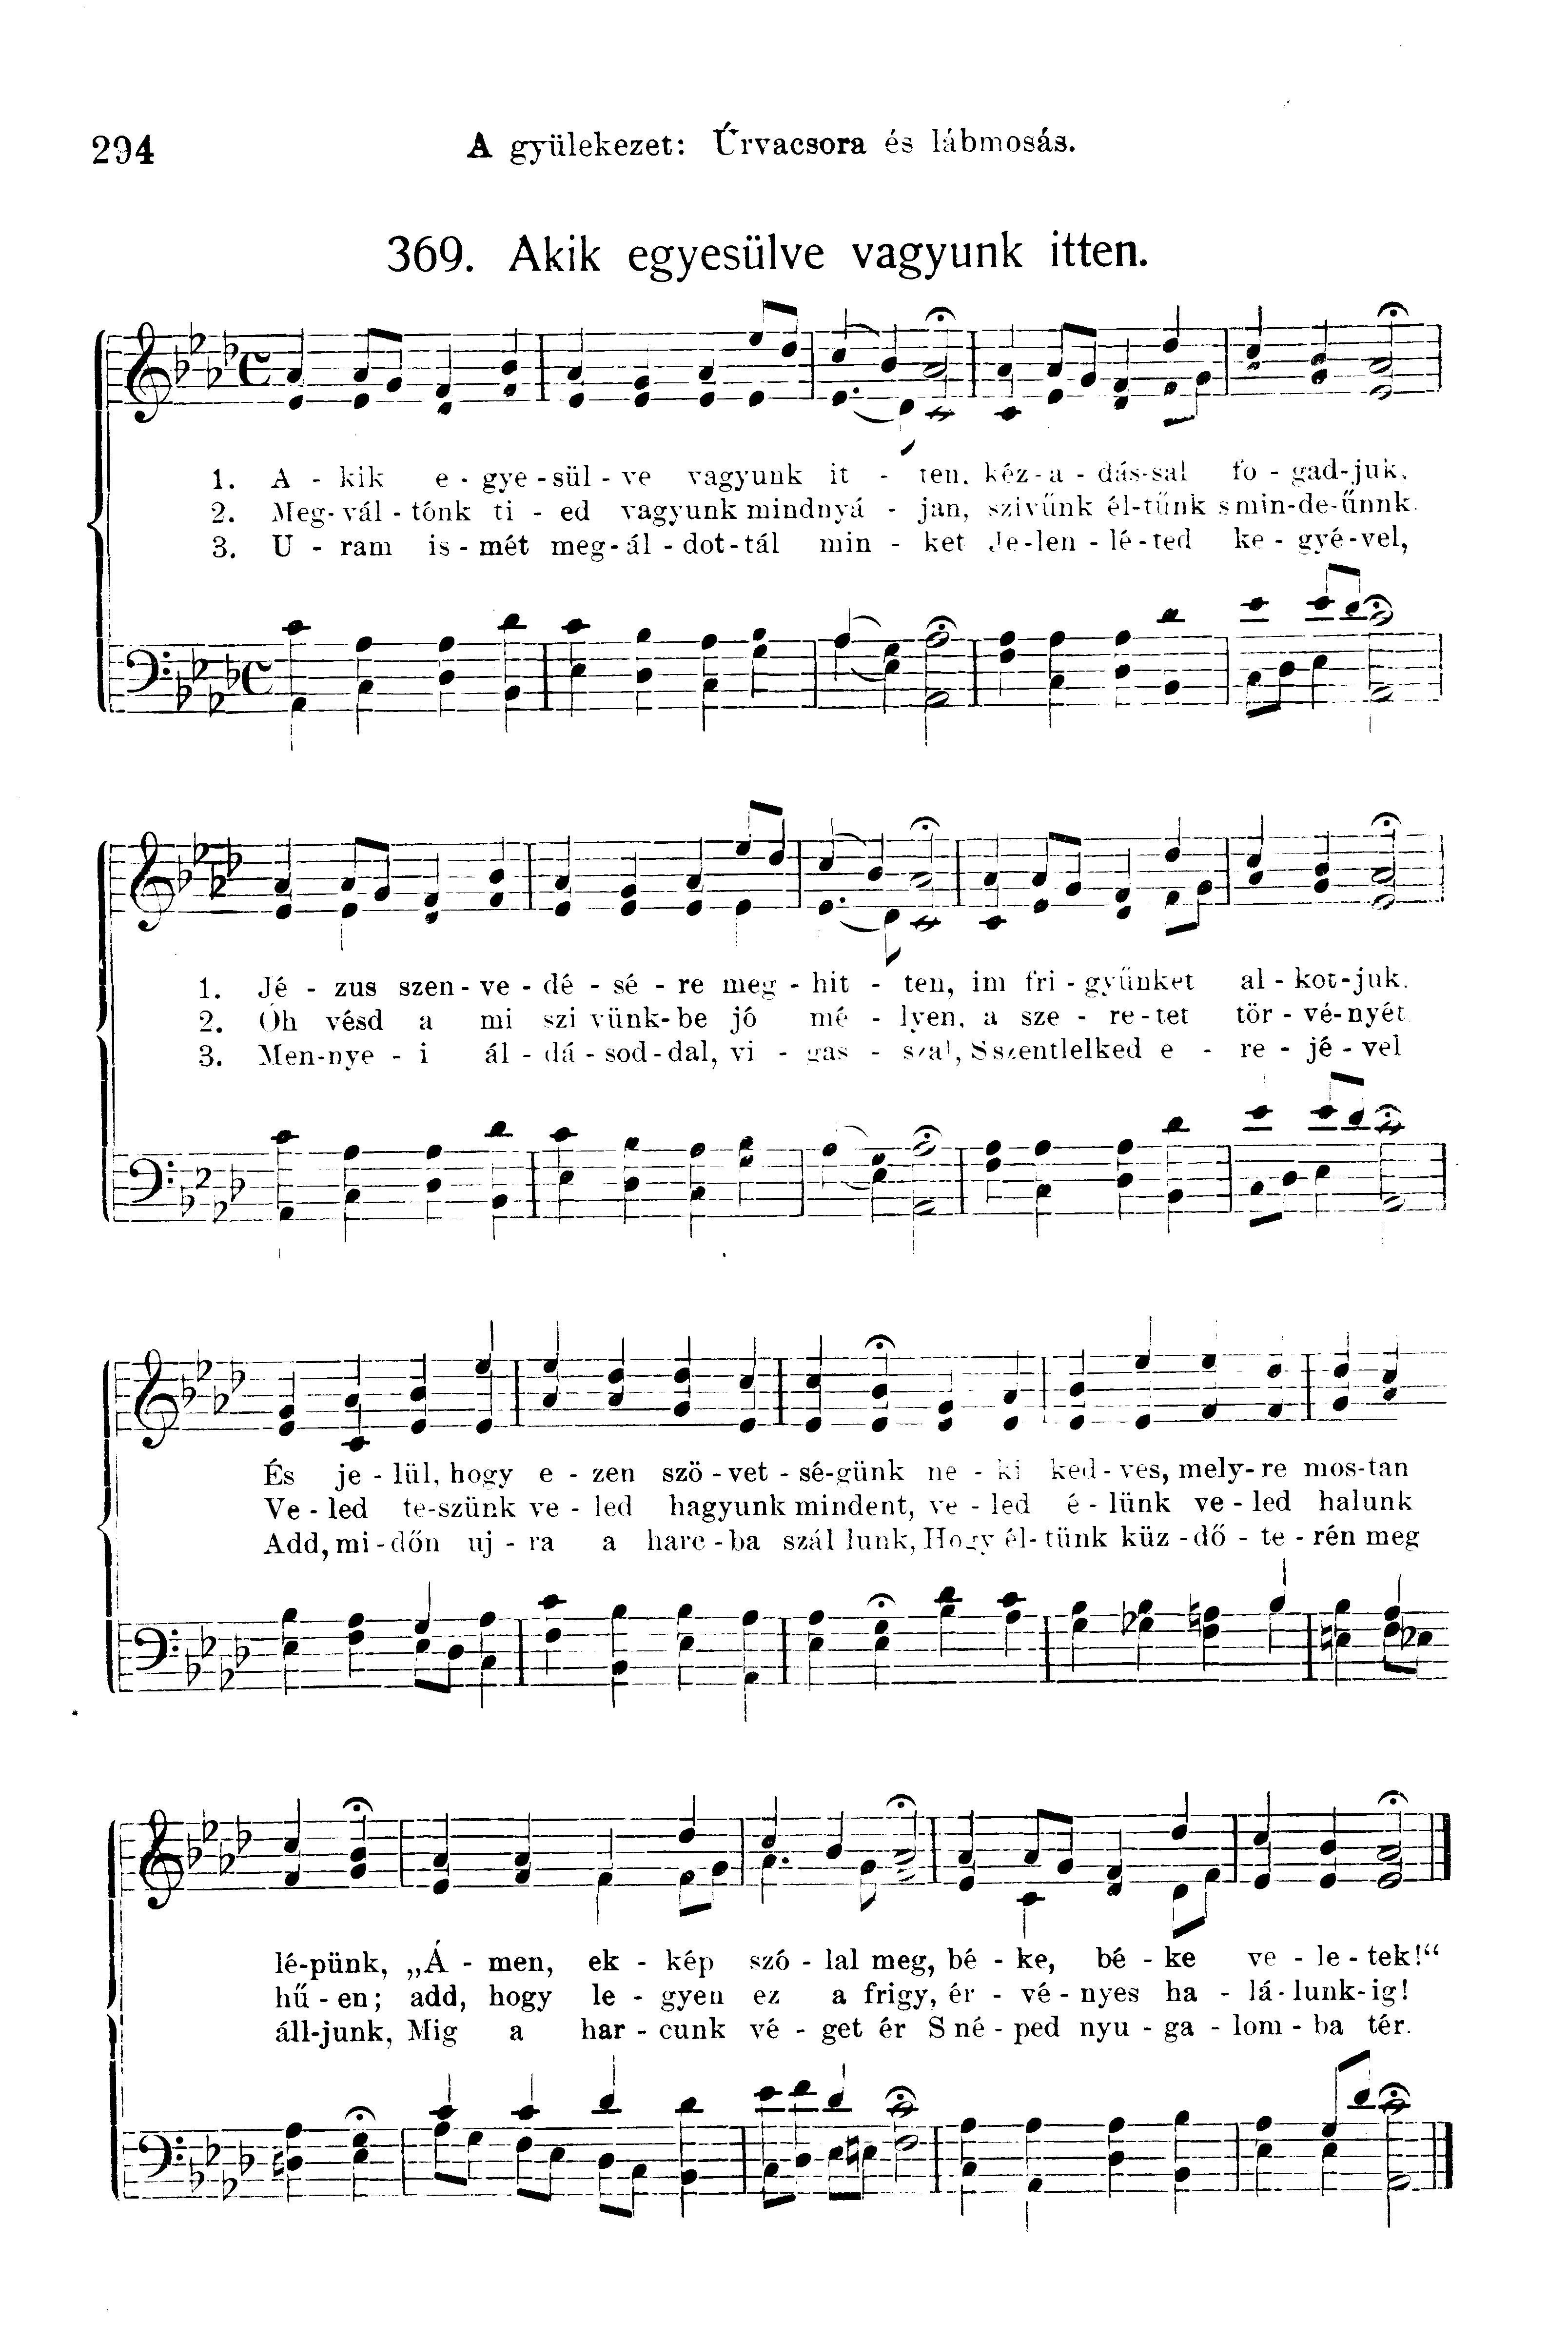 294
A gyülekezet: Úrvacsora és lábmosás.
369. Akik egyesülve vagyunk itten.
1. A - kik e - gye - sül - ve vagyunk it - ten, kéz - a - dás-sal fo - gad-juk,
2. Meg-vál - tónk ti - ed vagyunk mindnyá - jan, szivűnk él-tűnk s min-de-űnnk.
3. U - ram is - mét meg-ál - dot-tál min - ket Je-len - lé-ted ke - gyé-vel,
1. Jé - zus szen - ve - dé - sé - re meg - hit - ten, im fri - gyűnket al - kot-juk.
2. Óh vésd a mi szi vünk-be jó mé - lyen, a sze - re-tet tör - vé-nyét.
3. Men-nye - i ál - dá - sod-dal, vi - gas - szal, S szentlelked e - re - jé - vel
És je - lül, hogy e - zen szö - vet - sé-günk ne - ki ked - ves, mely- re mos-tan
Ve - led te-szünk ve - led hagyunk mindent, ve - led é - lünk ve - led halunk
Add, mi - dőn uj - ra a harc - ba szál lunk, Hogy él- tünk küz - dő - te - rén meg
lé-pünk, „Á - men, ek - kép szó - lal meg, bé - ke, bé - ke ve - le - tek!“
hű - en; add, hogy le - gyen ez a frigy, ér - vé - nyes ha - lá - lunk-ig!
áll-junk, Mig a har - cunk vé - get ér S né - ped nyu - ga - lom - ba tér.